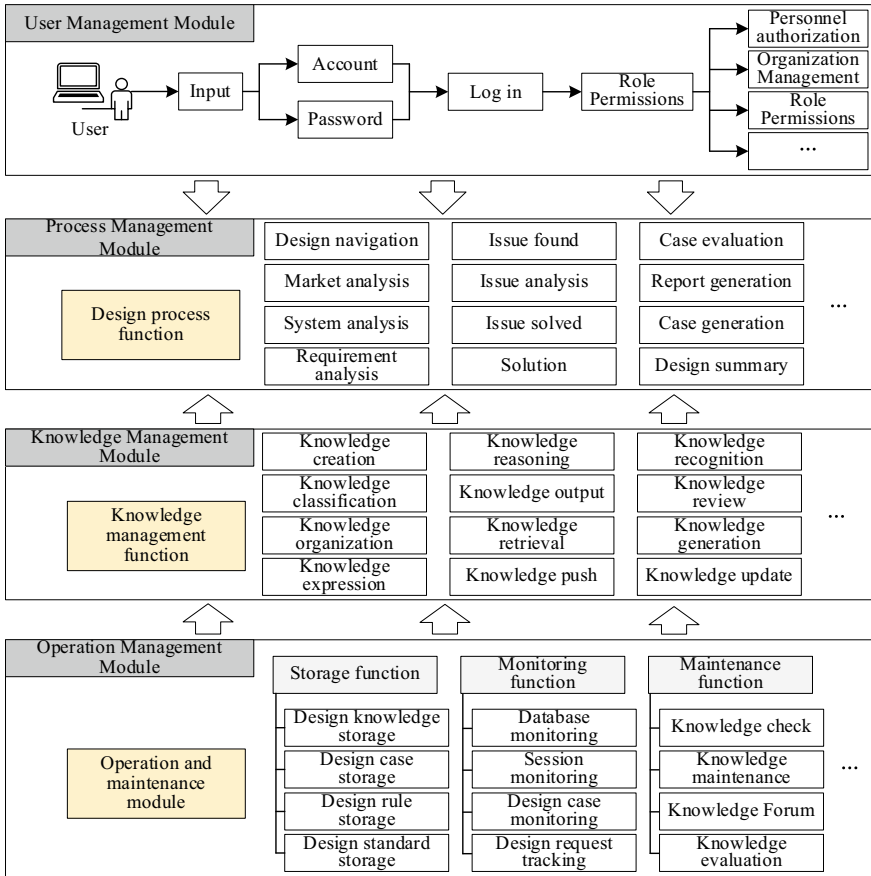 User Management Module
User
Input
Account
Password
Log in
Role
Permissions
Personnel
authorization
Organization
Management
Role
Permissions
...
Process Management
Module
Design process
function
Design navigation
Market analysis
System analysis
Requirement
analysis
Issue found
Issue analysis
Issue solved
Solution
Case evaluation
Report generation
Case generation
Design summary
...
Knowledge Management
Module
Knowledge
management
function
Knowledge
creation
Knowledge
classification
Knowledge
organization
Knowledge
expression
Knowledge
reasoning
Knowledge output
Knowledge
retrieval
Knowledge push
Knowledge
recognition
Knowledge
review
Knowledge
generation
Knowledge update
...
Operation Management
Module
Operation and
maintenance
module
Storage function
Design knowledge
storage
Design case
storage
Design rule
storage
Design standard
storage
Monitoring
function
Database
monitoring
Session
monitoring
Design case
monitoring
Design request
tracking
Maintenance
function
Knowledge check
Knowledge
maintenance
Knowledge Forum
Knowledge
evaluation
...